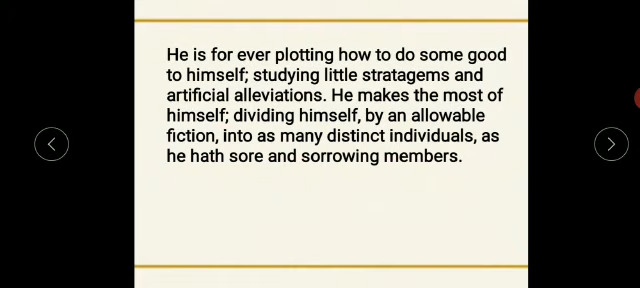 He is for ever plotting how to do some good
to himself; studying little stratagems and
artificial alleviations. He makes the most of
himself; dividing himself, by an allowable
fiction, into as many distinct individuals, as
he hath sore and sorrowing members.